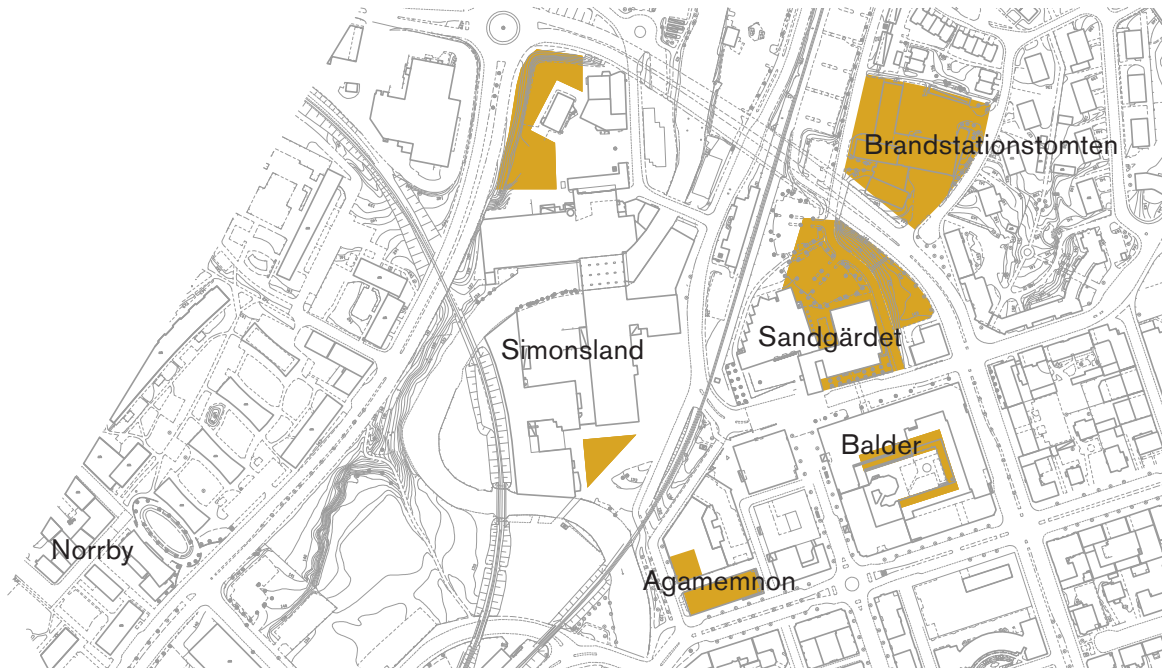 Brandstationstomten
Sandgärdet
Simonsland
Balder
Norrby
Agamemnon